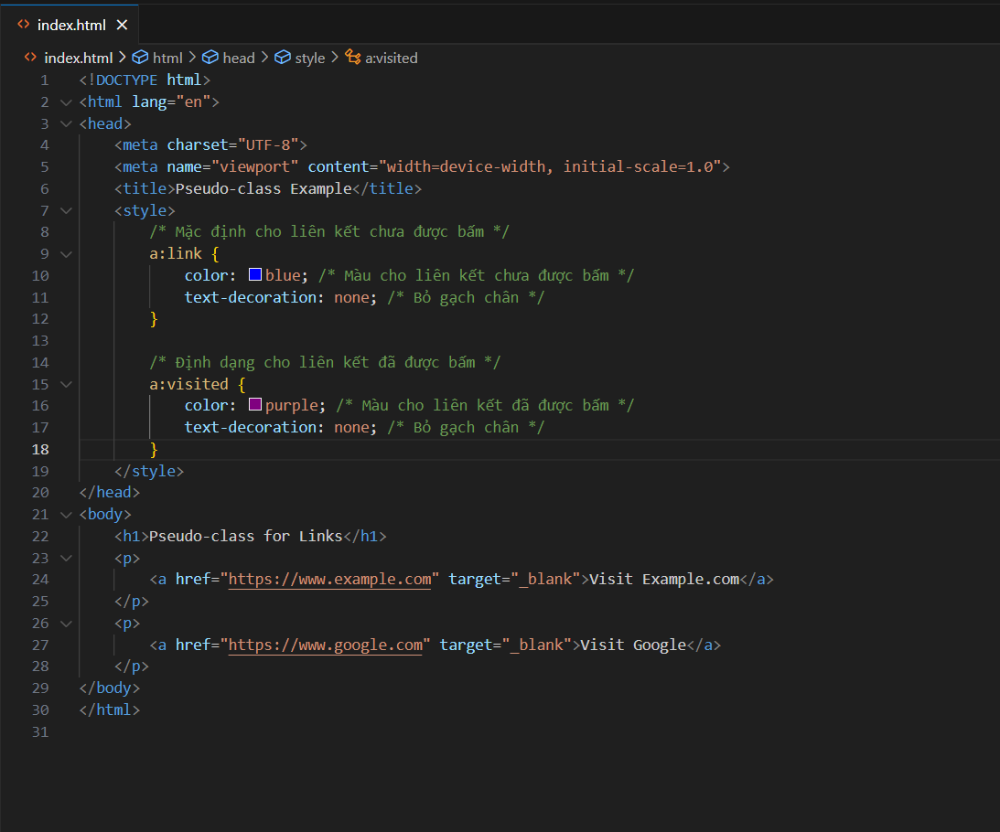 index.html
index.html > html > head > style > a:visited
1 <!DOCTYPE html>
2 <html lang="en">
3 <head>
4 <meta charset="UTF-8">
5 <meta name="viewport" content="width=device-width, initial-scale=1.0">
6 <title>Pseudo-class Example</title>
7 <style>
8 /* Mặc định cho liên kết chưa được bấm */
9 a:link {
10 color: blue; /* Màu cho liên kết chưa được bấm */
11 text-decoration: none; /* Bỏ gạch chân */
12 }
13
14 /* Định dạng cho liên kết đã được bấm */
15 a:visited {
16 color: purple; /* Màu cho liên kết đã được bấm */
17 text-decoration: none; /* Bỏ gạch chân */
18 }
19 </style>
20 </head>
21 <body>
22 <h1>Pseudo-class for Links</h1>
23 <p>
24 <a href="https://www.example.com" target="_blank">Visit Example.com</a>
25 </p>
26 <p>
27 <a href="https://www.google.com" target="_blank">Visit Google</a>
28 </p>
29 </body>
30 </html>
31